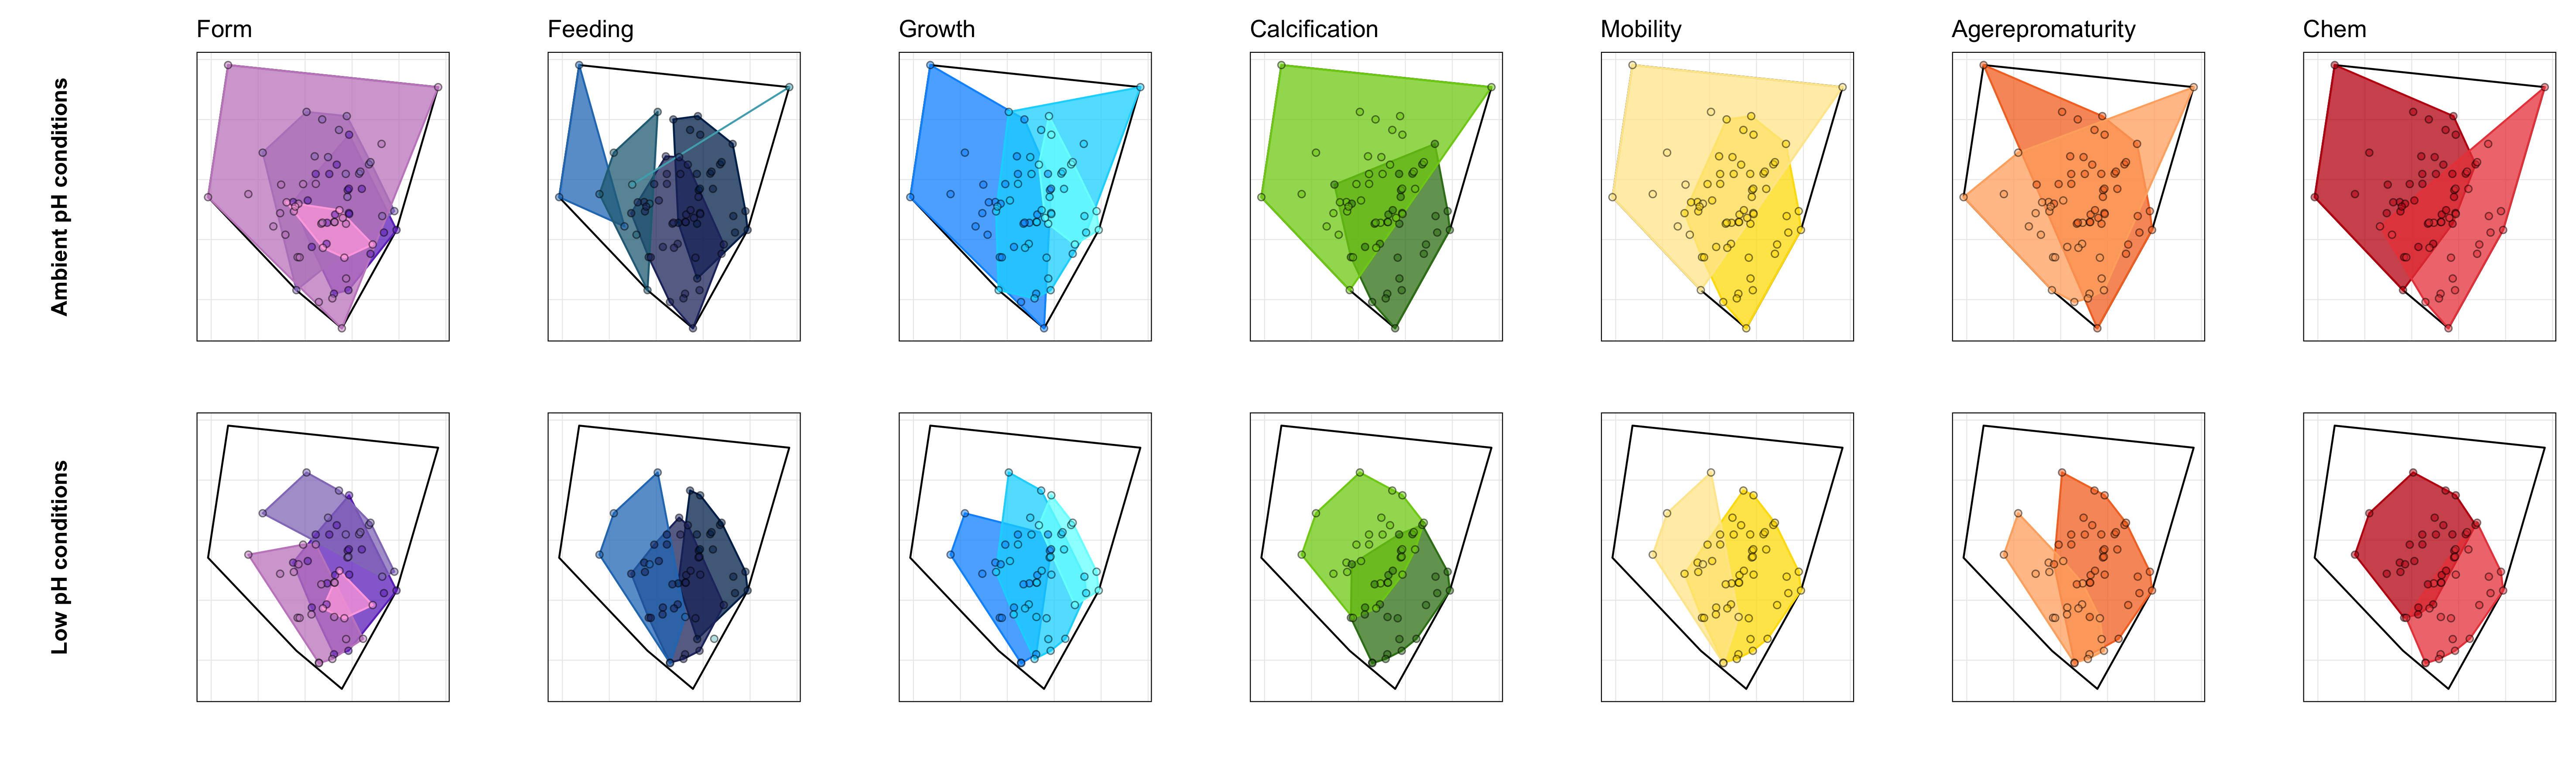 Form
Feeding
Growth
Calcification
Mobility
Agerepromaturity
Chem
Ambient pH conditions
Low pH conditions